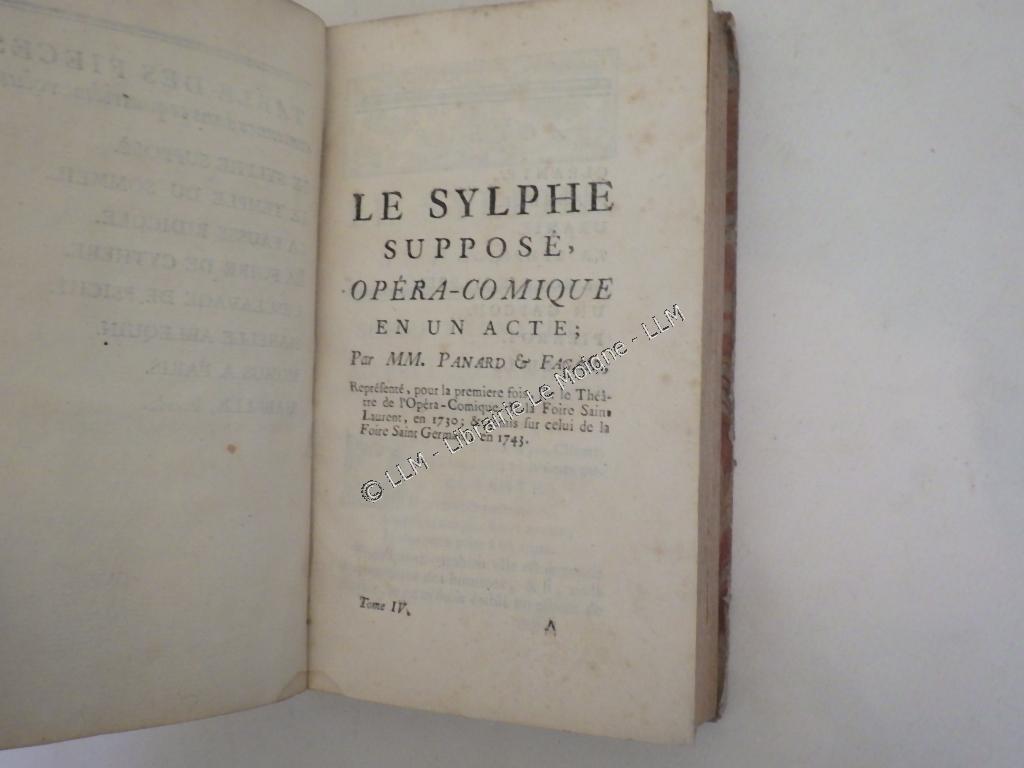 LE SYLPHE
SUPPOSÉ,
OPÉRA-COMIQUE
EN UN ACTE;
Par MM. PANARD & FAGAN,
Représenté, pour la premiere fois, le Théâ-
tre de l'Opéra-Comique la Foire Saint
Laurent, en 1730; & sur celui de la
Foire Saint Germain, en 1743.
© LLM - Librairie Le Moigne - LLM
Tome IV.
A